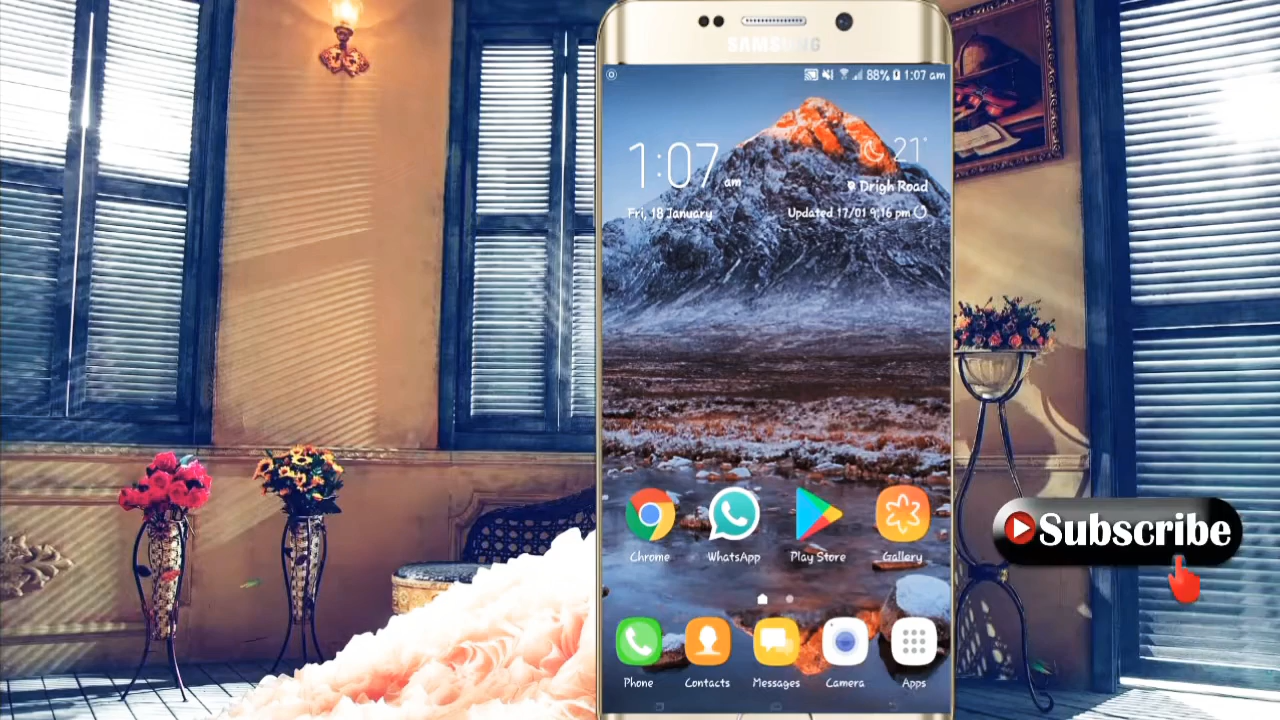 SAMSUNG
88% 1:07 am
1:07 am
21°
Drigh Road
Fri, 18 January
Updated 17/01 9:16 pm
Chrome
WhatsApp
Play Store
Gallery
Subscribe
Phone
Contacts
Messages
Camera
Apps